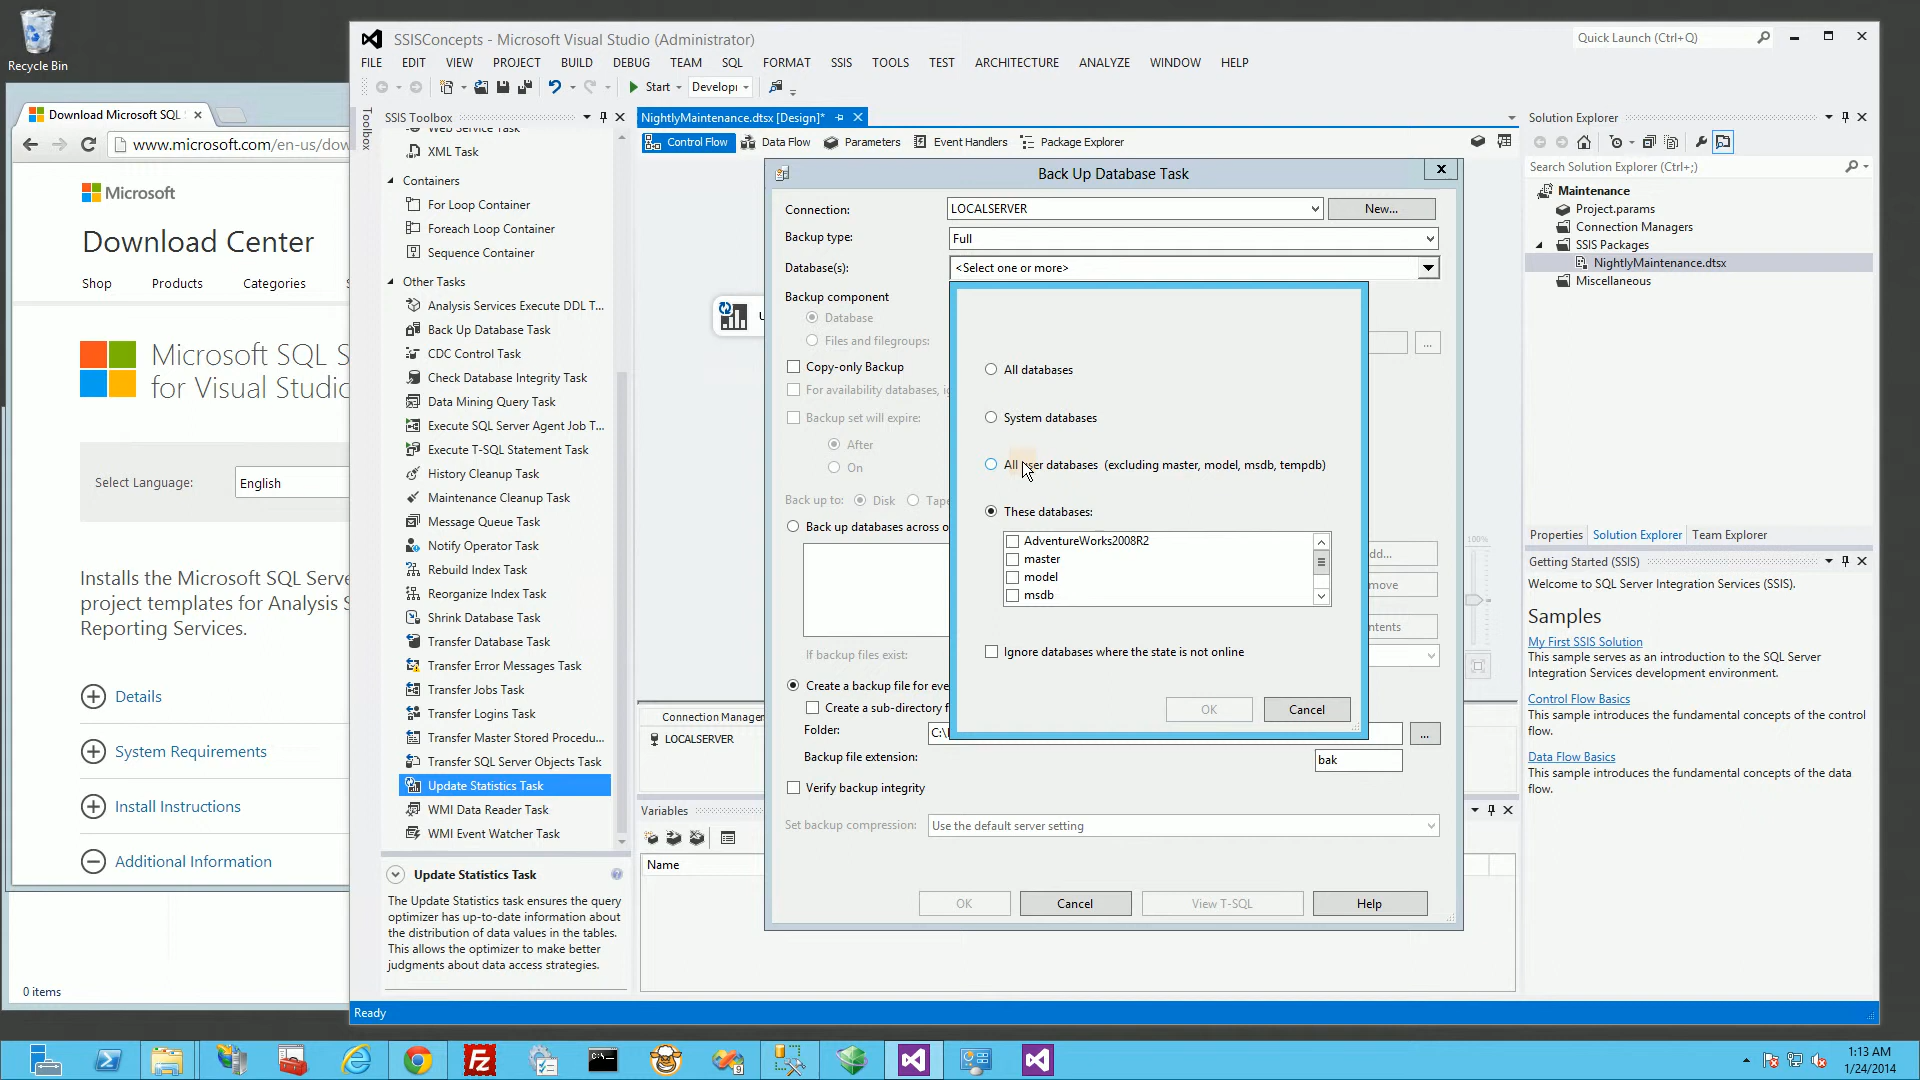 Recycle Bin
Download Microsoft SQL
www.microsoft.com/en-us/dow
Microsoft
Download Center
Shop
Products
Categories
Microsoft SQL S
for Visual Studio
Select Language:
English
Installs the Microsoft SQL Serve
project templates for Analysis S
Reporting Services.
Details
System Requirements
Install Instructions
Additional Information
0 items
SSISConcepts - Microsoft Visual Studio (Administrator)
Quick Launch (Ctrl+Q)
FILE EDIT VIEW PROJECT BUILD DEBUG TEAM SQL FORMAT SSIS TOOLS TEST ARCHITECTURE ANALYZE WINDOW HELP
Start
Developi
Toolbox
SSIS Toolbox
Web Service Task
XML Task
Containers
For Loop Container
Foreach Loop Container
Sequence Container
Other Tasks
Analysis Services Execute DDL T...
Back Up Database Task
CDC Control Task
Check Database Integrity Task
Data Mining Query Task
Execute SQL Server Agent Job T...
Execute T-SQL Statement Task
History Cleanup Task
Maintenance Cleanup Task
Message Queue Task
Notify Operator Task
Rebuild Index Task
Reorganize Index Task
Shrink Database Task
Transfer Database Task
Transfer Error Messages Task
Transfer Jobs Task
Transfer Logins Task
Transfer Master Stored Procedu...
Transfer SQL Server Objects Task
Update Statistics Task
WMI Data Reader Task
WMI Event Watcher Task
Update Statistics Task
The Update Statistics task ensures the query
optimizer has up-to-date information about
the distribution of data values in the tables.
This allows the optimizer to make better
judgments about data access strategies.
NightlyMaintenance.dtsx [Design]*
Control Flow
Data Flow
Parameters
Event Handlers
Package Explorer
Connection Manager
LOCALSERVER
Variables
Name
100%
Back Up Database Task
Connection:
LOCALSERVER
New...
Backup type:
Full
Database(s):
<Select one or more>
Backup component
Database
Files and filegroups:
...
Copy-only Backup
For availability databases, ig
Backup set will expire:
After
On
Back up to:
Disk
Tape
Back up databases across o
dd...
move
tents
If backup files exist:
Create a backup file for eve
Create a sub-directory f
Folder:
C:\
...
Backup file extension:
bak
Verify backup integrity
Set backup compression:
Use the default server setting
OK
Cancel
View T-SQL
Help
All databases
System databases
All user databases (excluding master, model, msdb, tempdb)
These databases:
AdventureWorks2008R2
master
model
msdb
Ignore databases where the state is not online
OK
Cancel
Solution Explorer
Search Solution Explorer (Ctrl+;)
Maintenance
Project.params
Connection Managers
SSIS Packages
NightlyMaintenance.dtsx
Miscellaneous
Properties
Solution Explorer
Team Explorer
Getting Started (SSIS)
Welcome to SQL Server Integration Services (SSIS).
Samples
My First SSIS Solution
This sample serves as an introduction to the SQL Server
Integration Services development environment.
Control Flow Basics
This sample introduces the fundamental concepts of the control
flow.
Data Flow Basics
This sample introduces the fundamental concepts of the data
flow.
Ready
1:13 AM
1/24/2014